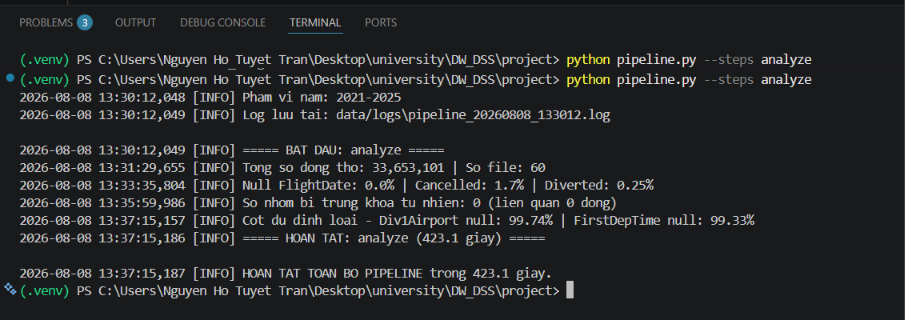 PROBLEMS 3 OUTPUT DEBUG CONSOLE TERMINAL PORTS
(.venv) PS C:\Users\Nguyen Ho Tuyet Tran\Desktop\university\DW_DSS\project> python pipeline.py --steps analyze
(.venv) PS C:\Users\Nguyen Ho Tuyet Tran\Desktop\university\DW_DSS\project> python pipeline.py --steps analyze
2026-08-08 13:30:12,048 [INFO] Pham vi nam: 2021-2025
2026-08-08 13:30:12,049 [INFO] Log luu tai: data/logs\pipeline_20260808_133012.log
2026-08-08 13:30:12,049 [INFO] ===== BAT DAU: analyze =====
2026-08-08 13:31:29,655 [INFO] Tong so dong tho: 33,653,101 | So file: 60
2026-08-08 13:33:35,804 [INFO] Null FlightDate: 0.0% | Cancelled: 1.7% | Diverted: 0.25%
2026-08-08 13:35:59,986 [INFO] So nhom bi trung khoa tu nhien: 0 (lien quan 0 dong)
2026-08-08 13:37:15,157 [INFO] Cot du dinh loai - Div1Airport null: 99.74% | FirstDepTime null: 99.33%
2026-08-08 13:37:15,186 [INFO] ===== HOAN TAT: analyze (423.1 giay) =====
2026-08-08 13:37:15,187 [INFO] HOAN TAT TOAN BO PIPELINE trong 423.1 giay.
(.venv) PS C:\Users\Nguyen Ho Tuyet Tran\Desktop\university\DW_DSS\project>